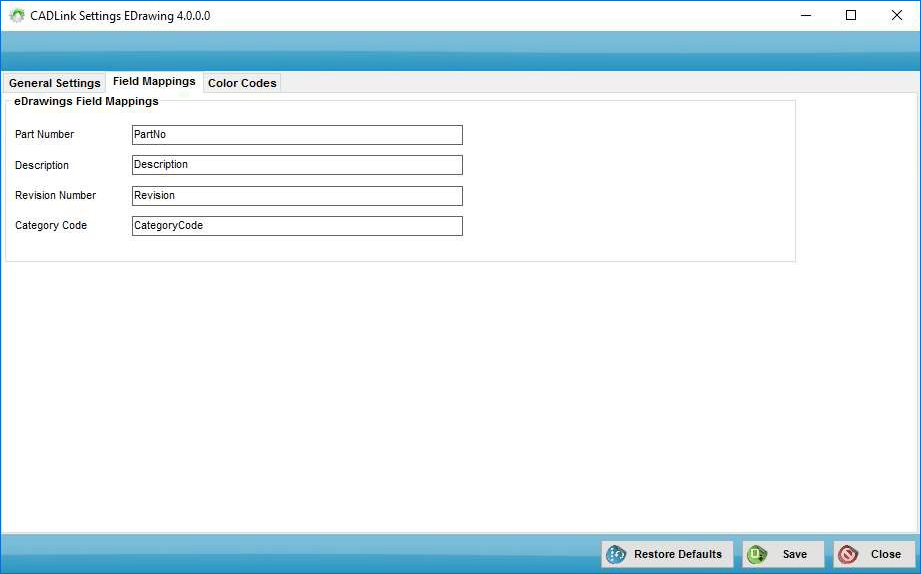 CADLink Settings EDrawing 4.0.0.0
General Settings Field Mappings Color Codes
eDrawings Field Mappings
Part Number PartNo
Description Description
Revision Number Revision
Category Code CategoryCode
Restore Defaults Save Close